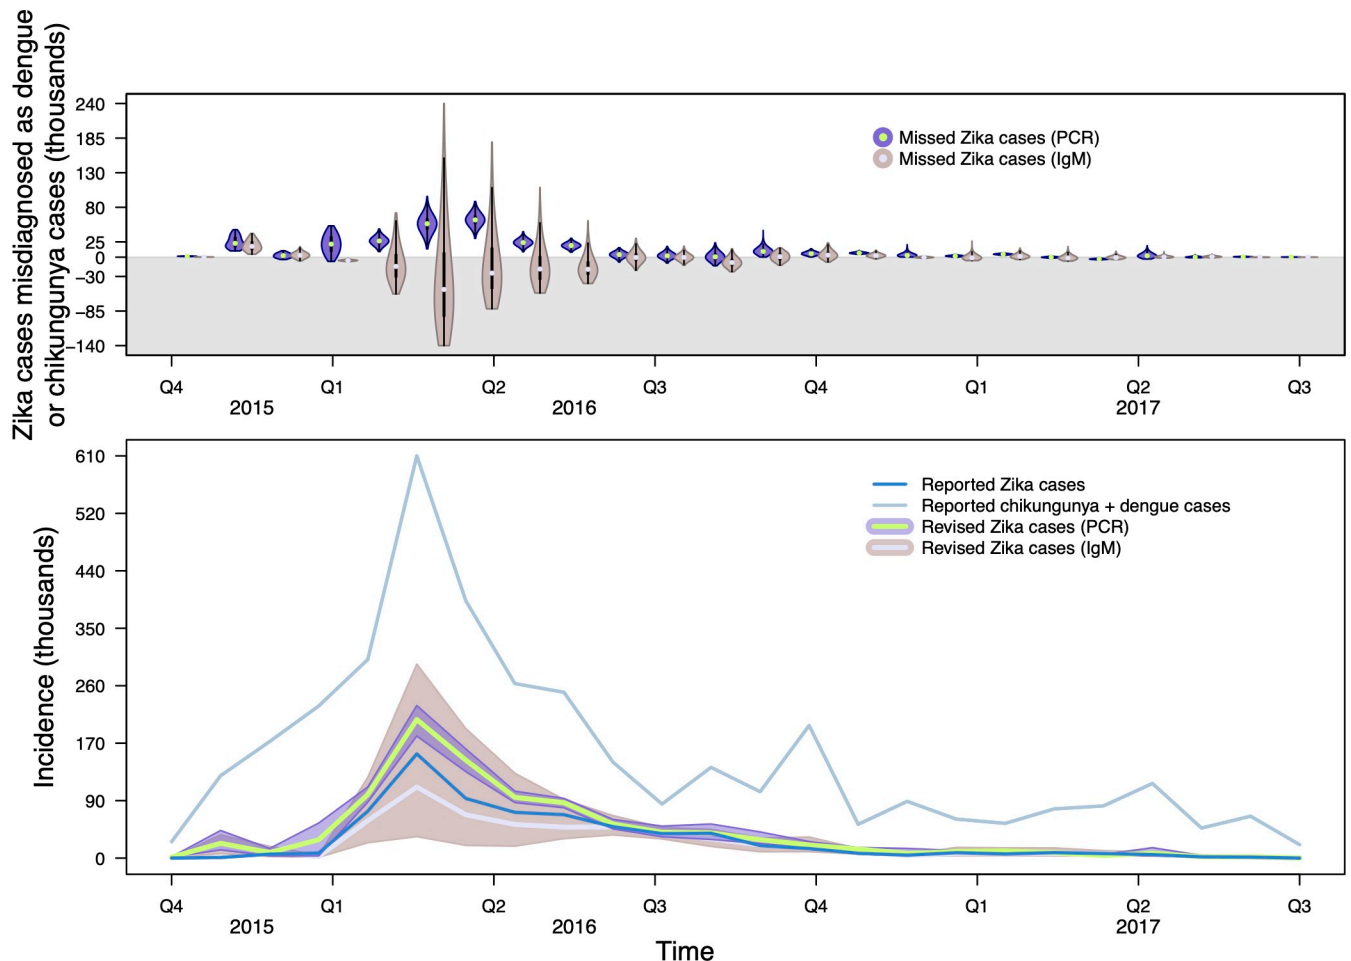 Zika cases misdiagnosed as dengue
or chikungunya cases (thousands)
240
185
130
80
25
0
−30
−85
−140
Missed Zika cases (PCR)
Missed Zika cases (IgM)
Q4 Q1 Q2 Q3 Q4 Q1 Q2 Q3
2015 2016 2017
Incidence (thousands)
610
520
440
350
260
170
90
0
Reported Zika cases
Reported chikungunya + dengue cases
Revised Zika cases (PCR)
Revised Zika cases (IgM)
Q4 Q1 Q2 Q3 Q4 Q1 Q2 Q3
2015 2016 2017
Time